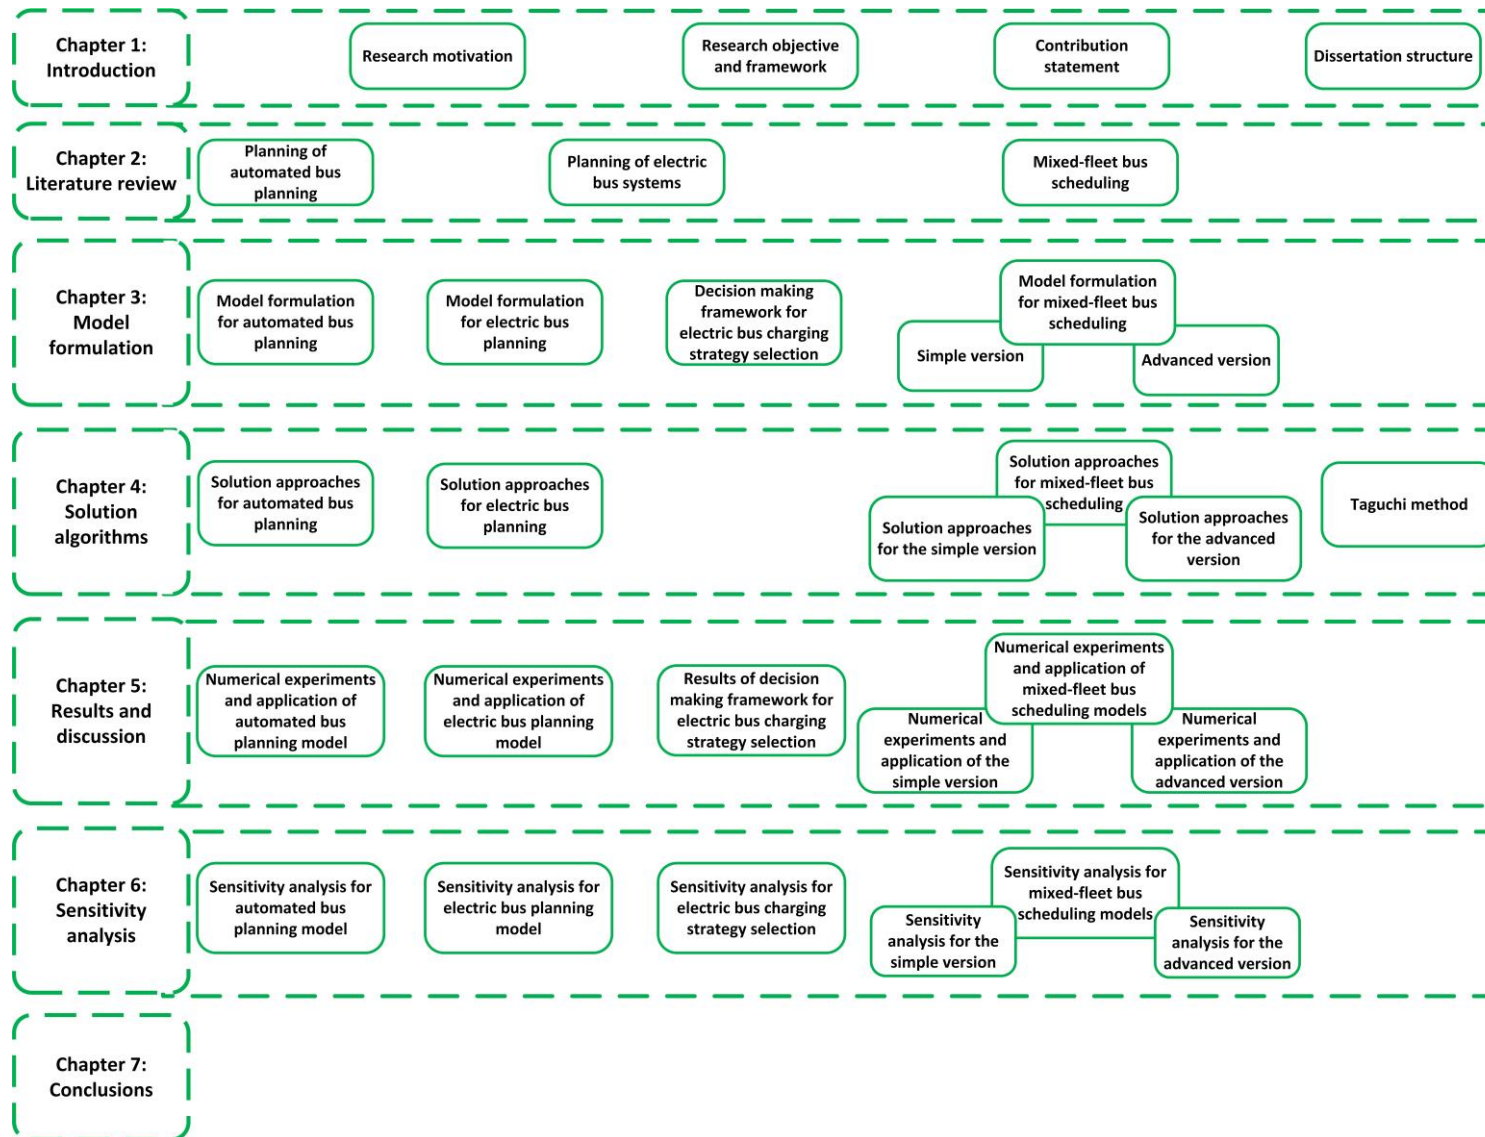 Chapter 1:
Introduction
Research motivation
Research objective
and framework
Contribution
statement
Dissertation structure
Chapter 2:
Literature review
Planning of
automated bus
planning
Planning of electric
bus systems
Mixed-fleet bus
scheduling
Chapter 3:
Model
formulation
Model formulation
for automated bus
planning
Model formulation
for electric bus
planning
Decision making
framework for
electric bus charging
strategy selection
Model formulation
for mixed-fleet bus
scheduling
Simple version
Advanced version
Chapter 4:
Solution
algorithms
Solution approaches
for automated bus
planning
Solution approaches
for electric bus
planning
Solution approaches
for mixed-fleet bus
scheduling
Solution approaches
for the simple version
Solution approaches
for the advanced
version
Taguchi method
Chapter 5:
Results and
discussion
Numerical experiments
and application of
automated bus
planning model
Numerical experiments
and application of
electric bus planning
model
Results of decision
making framework for
electric bus charging
strategy selection
Numerical experiments
and application of
mixed-fleet bus
scheduling models
Numerical
experiments and
application of the
simple version
Numerical
experiments and
application of the
advanced version
Chapter 6:
Sensitivity
analysis
Sensitivity analysis for
automated bus
planning model
Sensitivity analysis for
electric bus planning
model
Sensitivity analysis for
electric bus charging
strategy selection
Sensitivity analysis for
mixed-fleet bus
scheduling models
Sensitivity
analysis for the
simple version
Sensitivity
analysis for the
advanced version
Chapter 7:
Conclusions